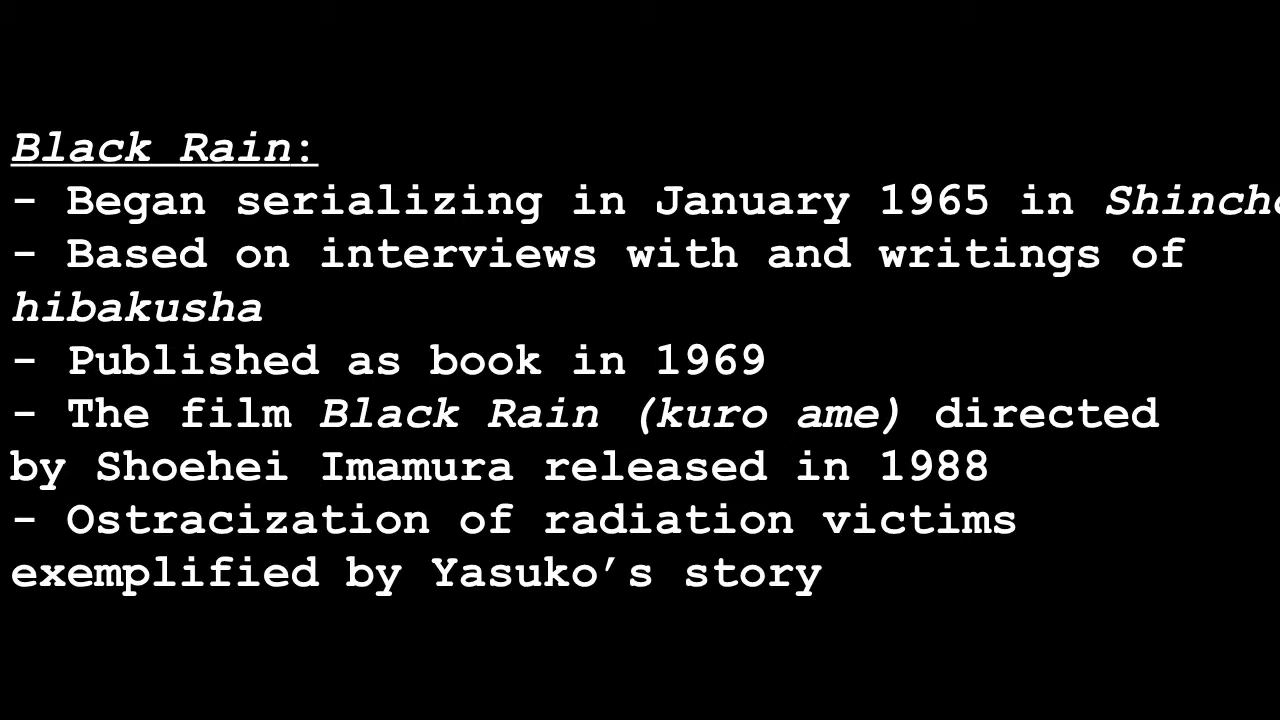 Black Rain:
- Began serializing in January 1965 in
- Based on interviews with and writings of
hibakusha
- Published as book in 1969
- The film Black Rain (kuro ame) directed
by Shoehei Imamura released in 1988
- Ostracization of radiation victims
exemplified by Yasuko’s story